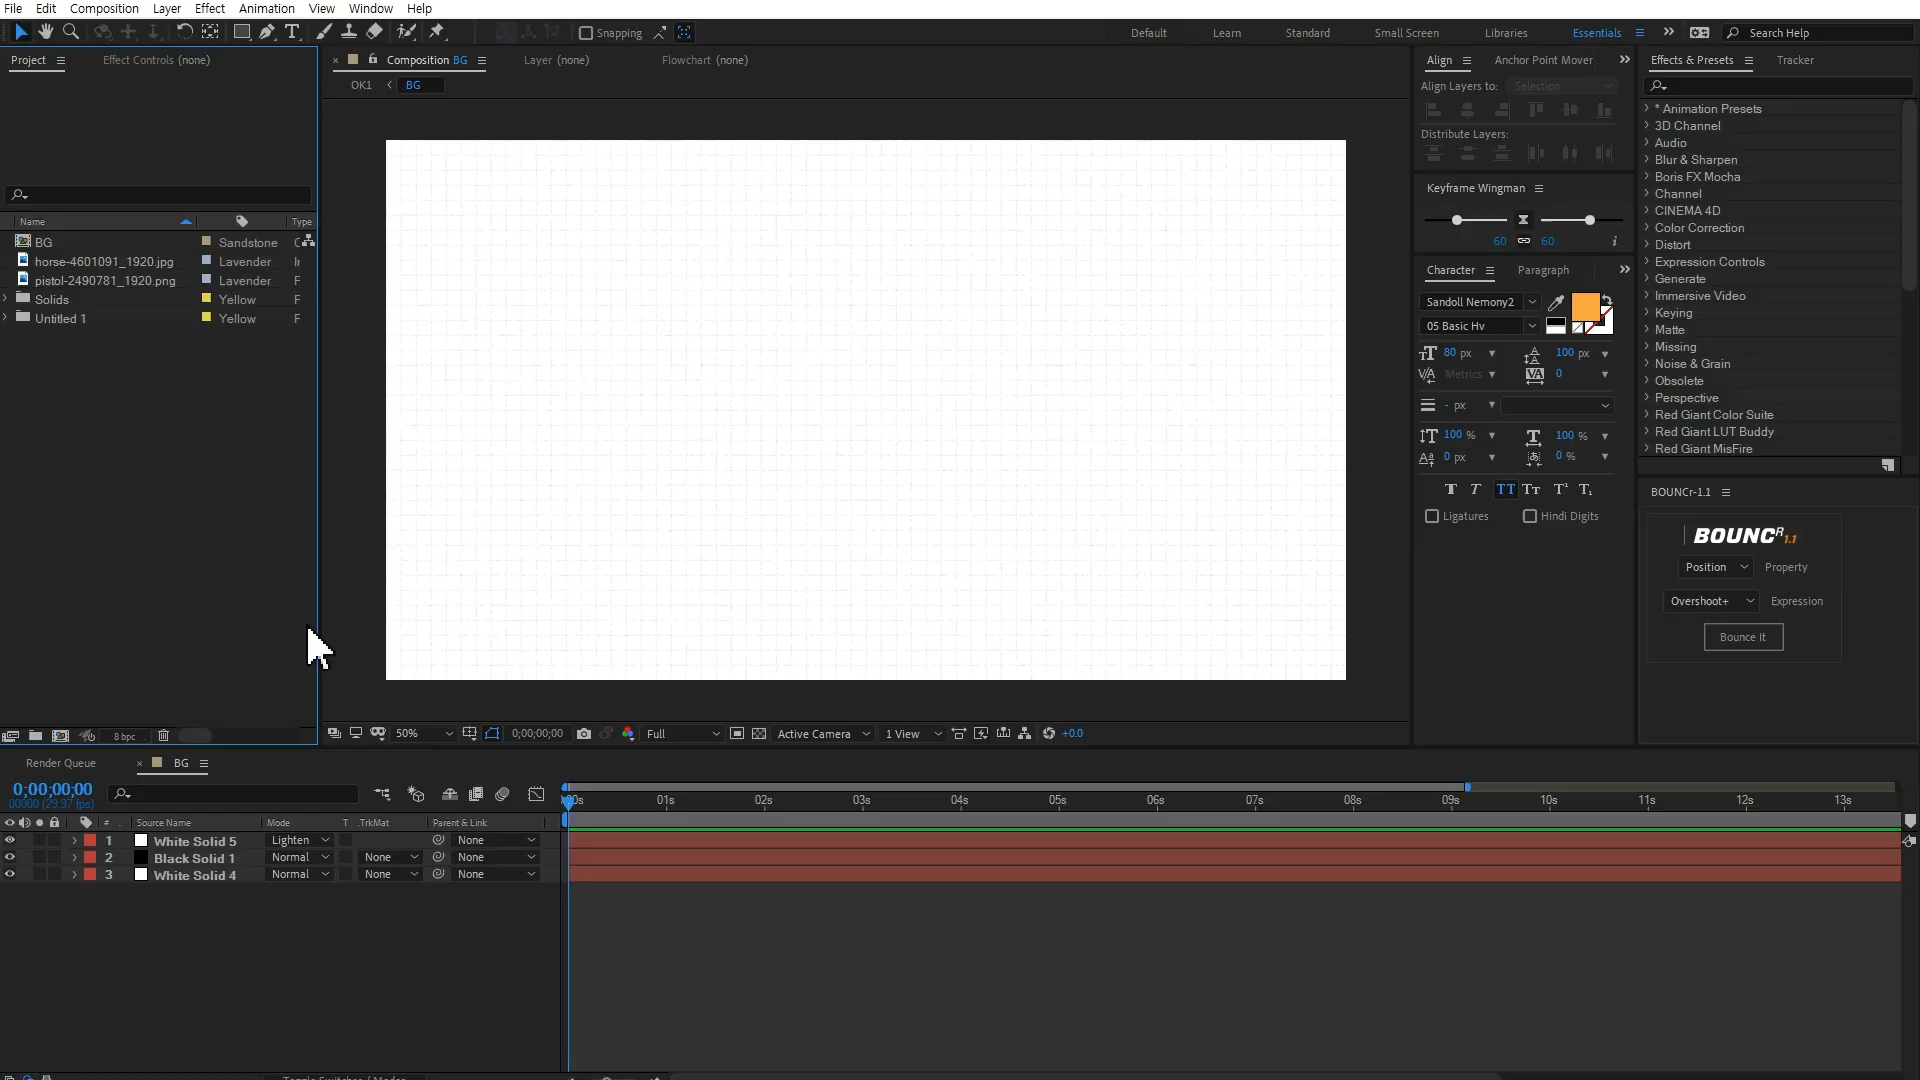 File Edit Composition Layer Effect Animation View Window Help
Snapping Default Learn Standard Small Screen Libraries Essentials Search Help
Project Effect Controls (none) Composition BG Layer (none) Flowchart (none) Align Anchor Point Mover Effects & Presets Tracker
OK1 BG Align Layers to: Selection
* Animation Presets
3D Channel
Distribute Layers:
Audio
Blur & Sharpen
Boris FX Mocha
Keyframe Wingman
Channel
CINEMA 4D
Color Correction
Name Type
60 60
Distort
BG Sandstone C
horse-4601091_1920.jpg Lavender Ir
Expression Controls
Character Paragraph
pistol-2490781_1920.png Lavender F
Generate
Solids Yellow F
Sandoll Nemony2
Immersive Video
Untitled 1 Yellow F
Keying
05 Basic Hv
Matte
80 px 100 px
Missing
Noise & Grain
Metrics 0
Obsolete
Perspective
- px
Red Giant Color Suite
100 % 100 %
Red Giant LUT Buddy
0 px 0 %
Red Giant MisFire
T T TT Tт T¹ T₁
BOUNCr-1.1
Ligatures Hindi Digits
BOUNCR 1.1
Position Property
Overshoot+ Expression
Bounce It
8 bpc 50% 0;00;00;00 Full Active Camera 1 View +0.0
Render Queue BG
0;00;00;00
00000 (29.97 fps)
00s 01s 02s 03s 04s 05s 06s 07s 08s 09s 10s 11s 12s 13s
# Source Name Mode T .TrkMat Parent & Link
1 White Solid 5 Lighten None
2 Black Solid 1 Normal None None
3 White Solid 4 Normal None None